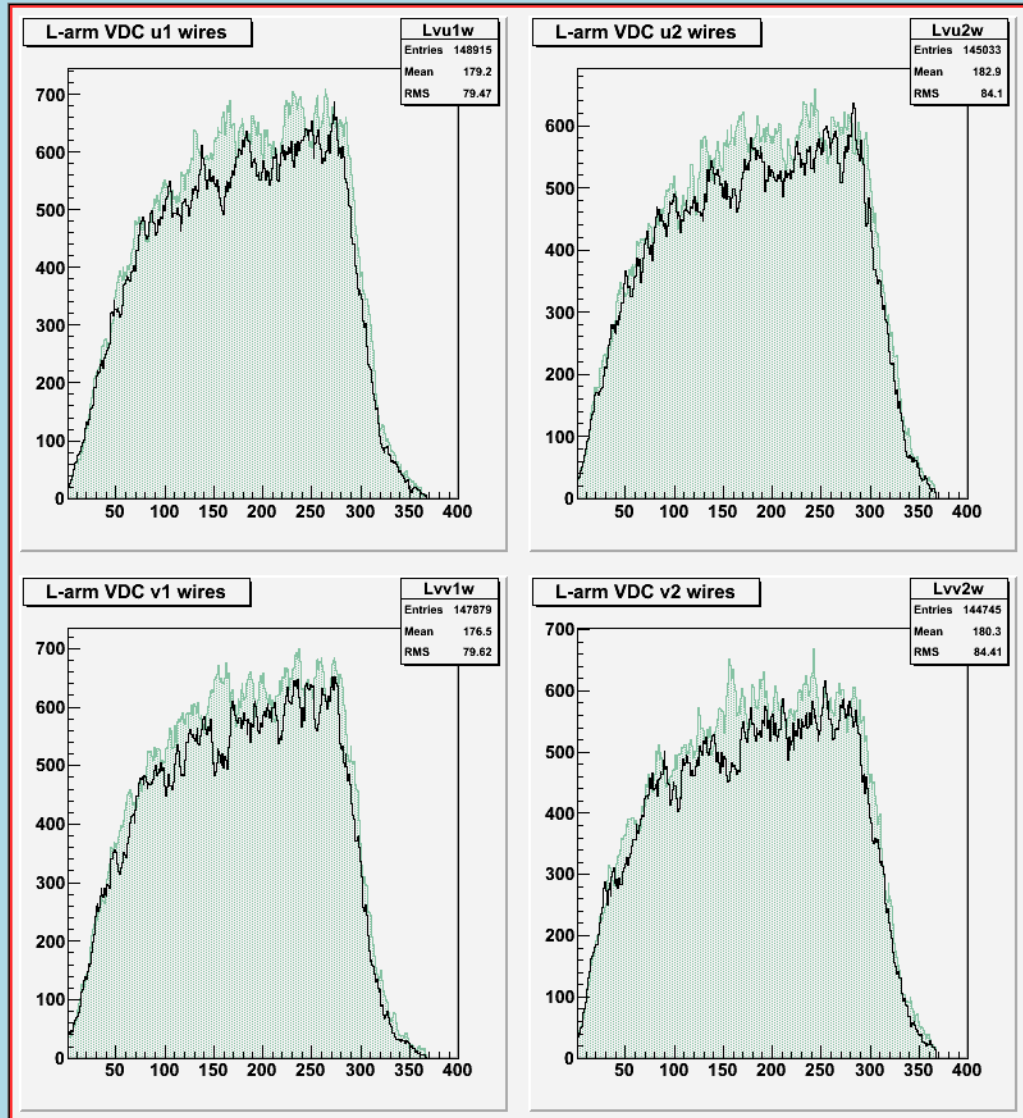 L-arm VDC u1 wires
Lvu1w
Entries 148915
Mean 179.2
RMS 79.47
700
600
500
400
300
200
100
0
50 100 150 200 250 300 350 400
L-arm VDC u2 wires
Lvu2w
Entries 145033
Mean 182.9
RMS 84.1
600
500
400
300
200
100
0
50 100 150 200 250 300 350 400
L-arm VDC v1 wires
Lvv1w
Entries 147879
Mean 176.5
RMS 79.62
700
600
500
400
300
200
100
0
50 100 150 200 250 300 350 400
L-arm VDC v2 wires
Lvv2w
Entries 144745
Mean 180.3
RMS 84.41
700
600
500
400
300
200
100
0
50 100 150 200 250 300 350 400